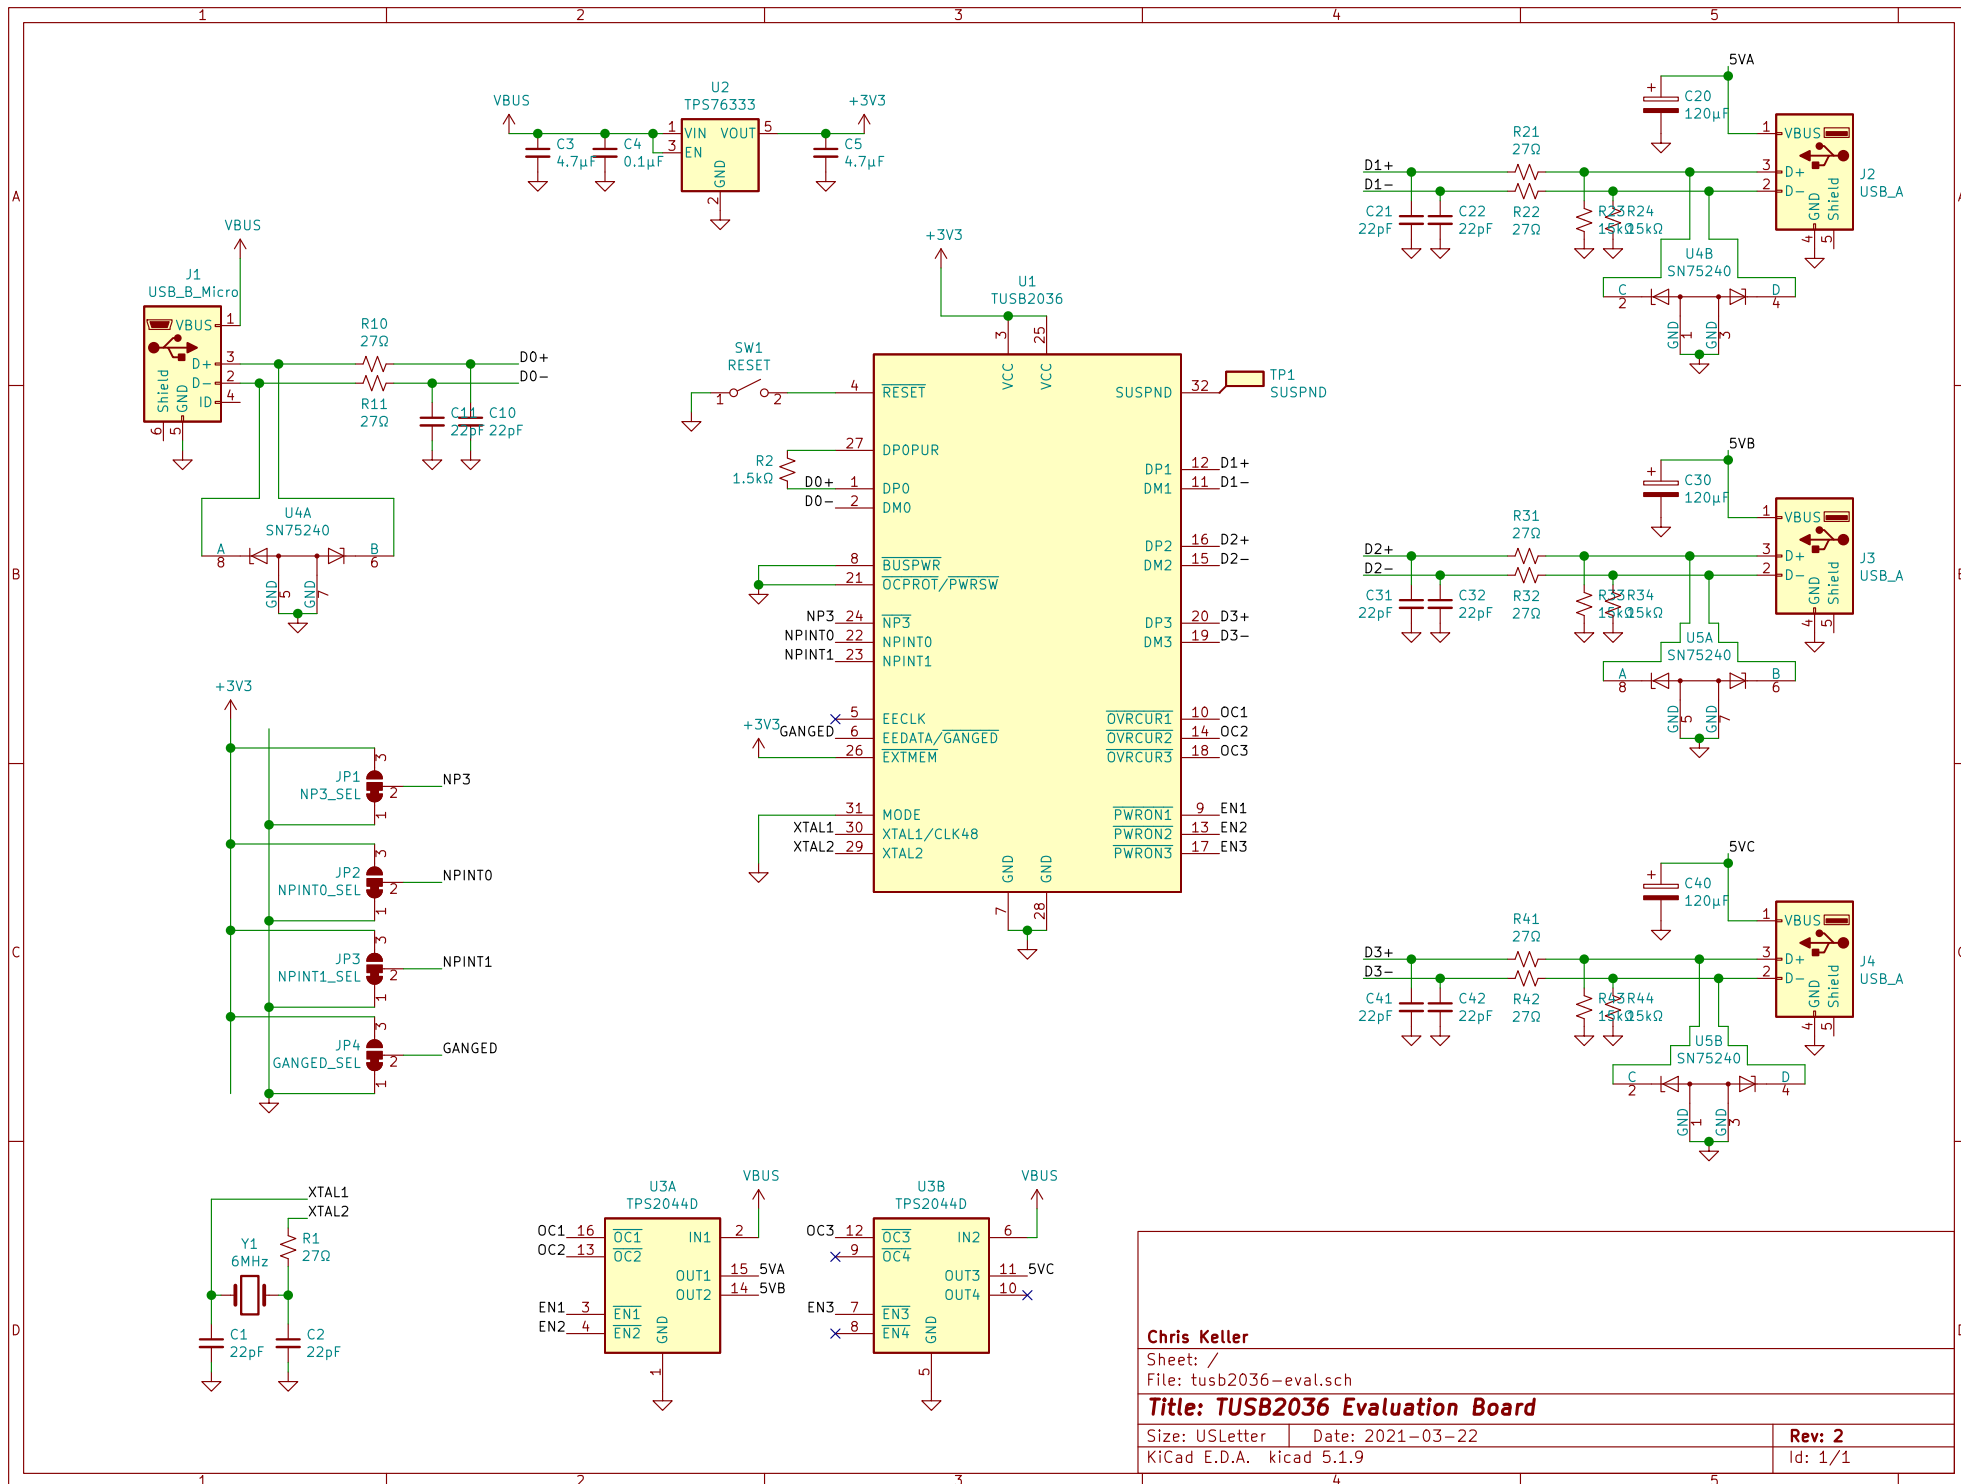 1 2 3 4 5
A
B
C
D
VBUS
U2
TPS76333
+3V3
1 VIN VOUT 5
3 EN
GND
2
C3
4.7µF
C4
0.1µF
C5
4.7µF
VBUS
J1
USB_B_Micro
VBUS 1
D+ 3
D- 2
ID 4
Shield
GND
6
5
R10
27Ω
R11
27Ω
D0+
D0-
C11
22pF
C10
22pF
U4A
SN75240
A
8
B
6
GND
5
GND
7
+3V3
JP1
NP3_SEL
3
2
1
NP3
JP2
NPINT0_SEL
3
2
1
NPINT0
JP3
NPINT1_SEL
3
2
1
NPINT1
JP4
GANGED_SEL
3
2
1
GANGED
XTAL1
XTAL2
Y1
6MHz
R1
27Ω
C1
22pF
C2
22pF
+3V3
U1
TUSB2036
3
25
VCC
VCC
SW1
RESET
1
2
4 RESET
R2
1.5kΩ
27 DP0PUR
D0+ 1 DP0
D0- 2 DM0
8 BUSPWR
21 OCPROT/PWRSW
NP3 24 NP3
NPINT0 22 NPINT0
NPINT1 23 NPINT1
+3V3
5 EECLK
GANGED 6 EEDATA/GANGED
26 EXTMEM
31 MODE
XTAL1 30 XTAL1/CLK48
XTAL2 29 XTAL2
GND
GND
7
28
SUSPND 32
TP1
SUSPND
DP1 12 D1+
DM1 11 D1-
DP2 16 D2+
DM2 15 D2-
DP3 20 D3+
DM3 19 D3-
OVRCUR1 10 OC1
OVRCUR2 14 OC2
OVRCUR3 18 OC3
PWRON1 9 EN1
PWRON2 13 EN2
PWRON3 17 EN3
U3A
TPS2044D
VBUS
OC1 16 OC1
OC2 13 OC2
IN1 2
OUT1 15 5VA
OUT2 14 5VB
EN1 3 EN1
EN2 4 EN2
GND
1
U3B
TPS2044D
VBUS
OC3 12 OC3
9 OC4
IN2 6
OUT3 11 5VC
OUT4 10
EN3 7 EN3
8 EN4
GND
5
5VA
C20
120µF
D1+
D1-
R21
27Ω
R22
27Ω
C21
22pF
C22
22pF
R23
15kΩ
R24
15kΩ
1 VBUS
3 D+
2 D-
GND
Shield
4
5
J2
USB_A
U4B
SN75240
C
2
D
4
GND
1
GND
3
5VB
C30
120µF
D2+
D2-
R31
27Ω
R32
27Ω
C31
22pF
C32
22pF
R33
15kΩ
R34
15kΩ
1 VBUS
3 D+
2 D-
GND
Shield
4
5
J3
USB_A
U5A
SN75240
A
8
B
6
GND
5
GND
7
5VC
C40
120µF
D3+
D3-
R41
27Ω
R42
27Ω
C41
22pF
C42
22pF
R43
15kΩ
R44
15kΩ
1 VBUS
3 D+
2 D-
GND
Shield
4
5
J4
USB_A
U5B
SN75240
C
2
D
4
GND
1
GND
3
Chris Keller
Sheet: /
File: tusb2036-eval.sch
Title: TUSB2036 Evaluation Board
Size: USLetter Date: 2021-03-22 Rev: 2
KiCad E.D.A. kicad 5.1.9 Id: 1/1
1 2 3 4 5